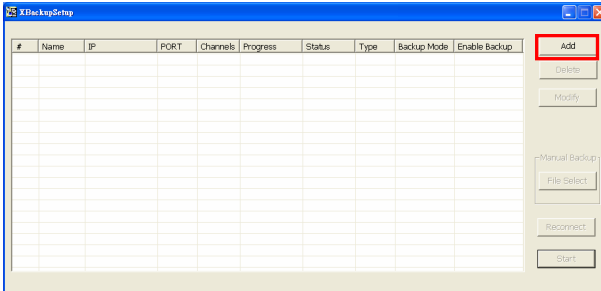 XBackupSetup
# Name IP PORT Channels Progress Status Type Backup Mode Enable Backup
Add
Delete
Modify
Manual Backup
File Select
Reconnect
Start